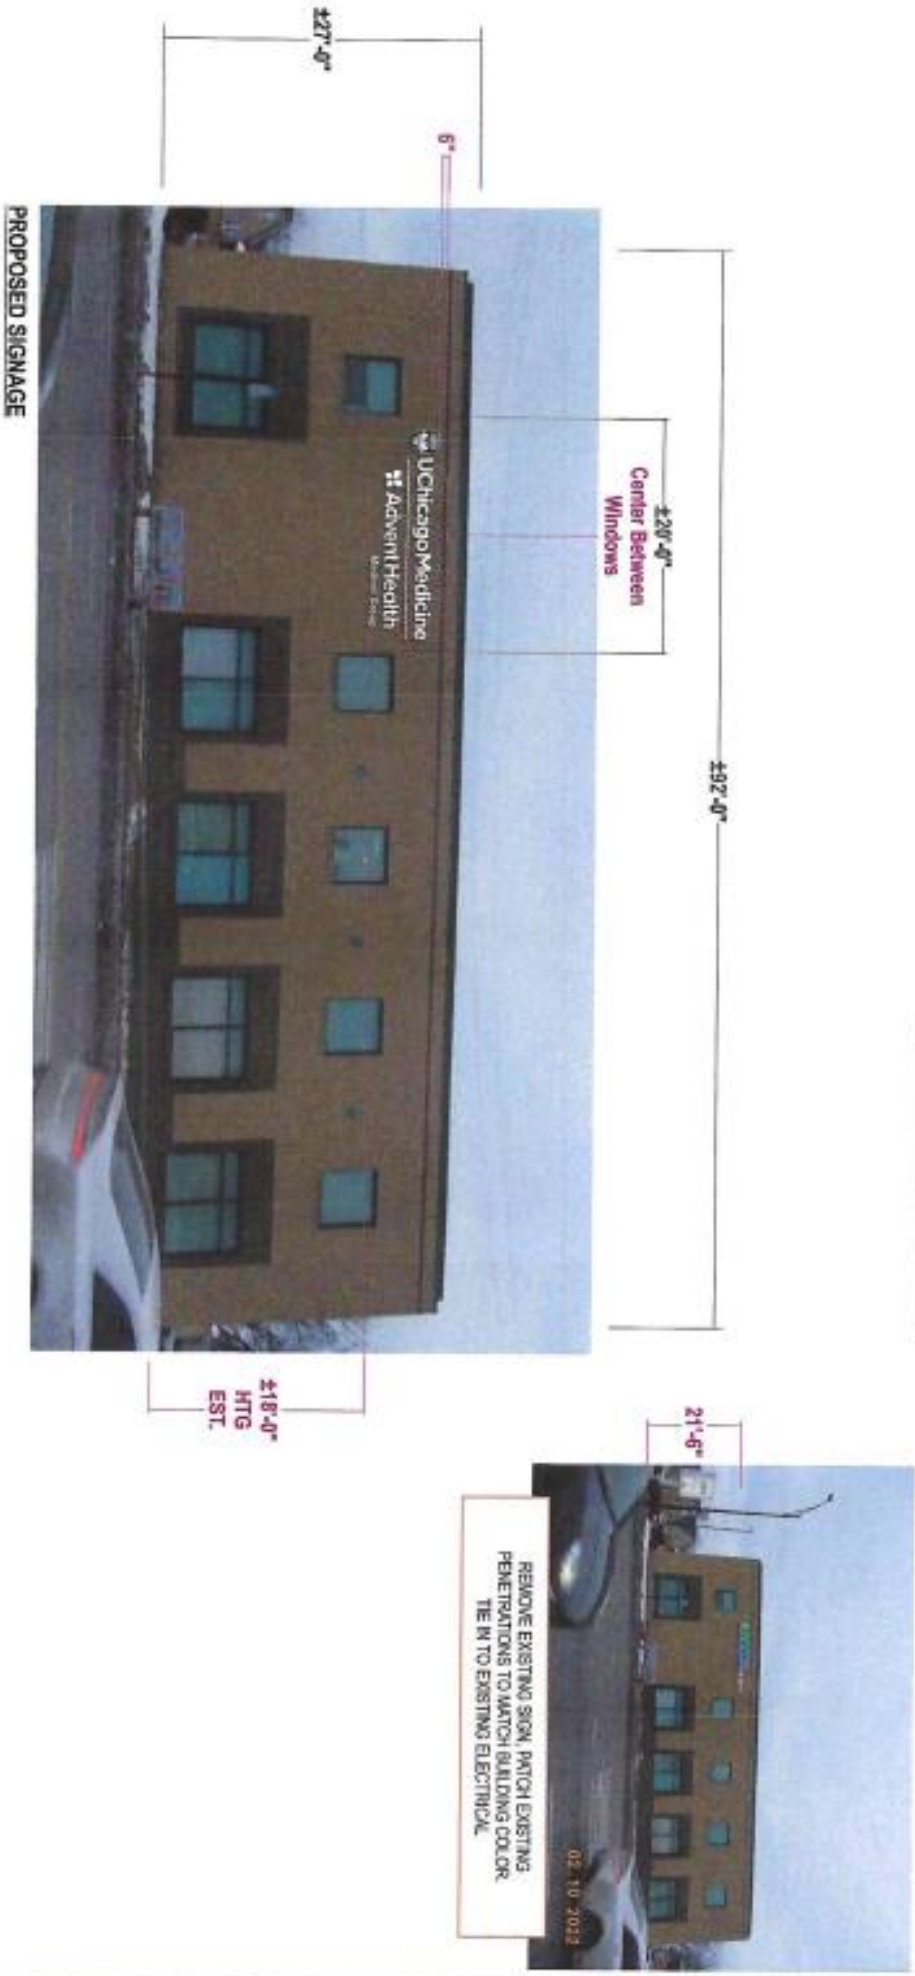 ±92'-0"
±20'-0"
Center Between
Windows
6"
±27'-0"
UChicagoMedicine
AdventHealth
Medical Group
±18'-0"
HTG
EST.
PROPOSED SIGNAGE
21'-6"
02 10 2022
REMOVE EXISTING SIGN, PATCH EXISTING
PENETRATIONS TO MATCH BUILDING COLOR.
TIE IN TO EXISTING ELECTRICAL